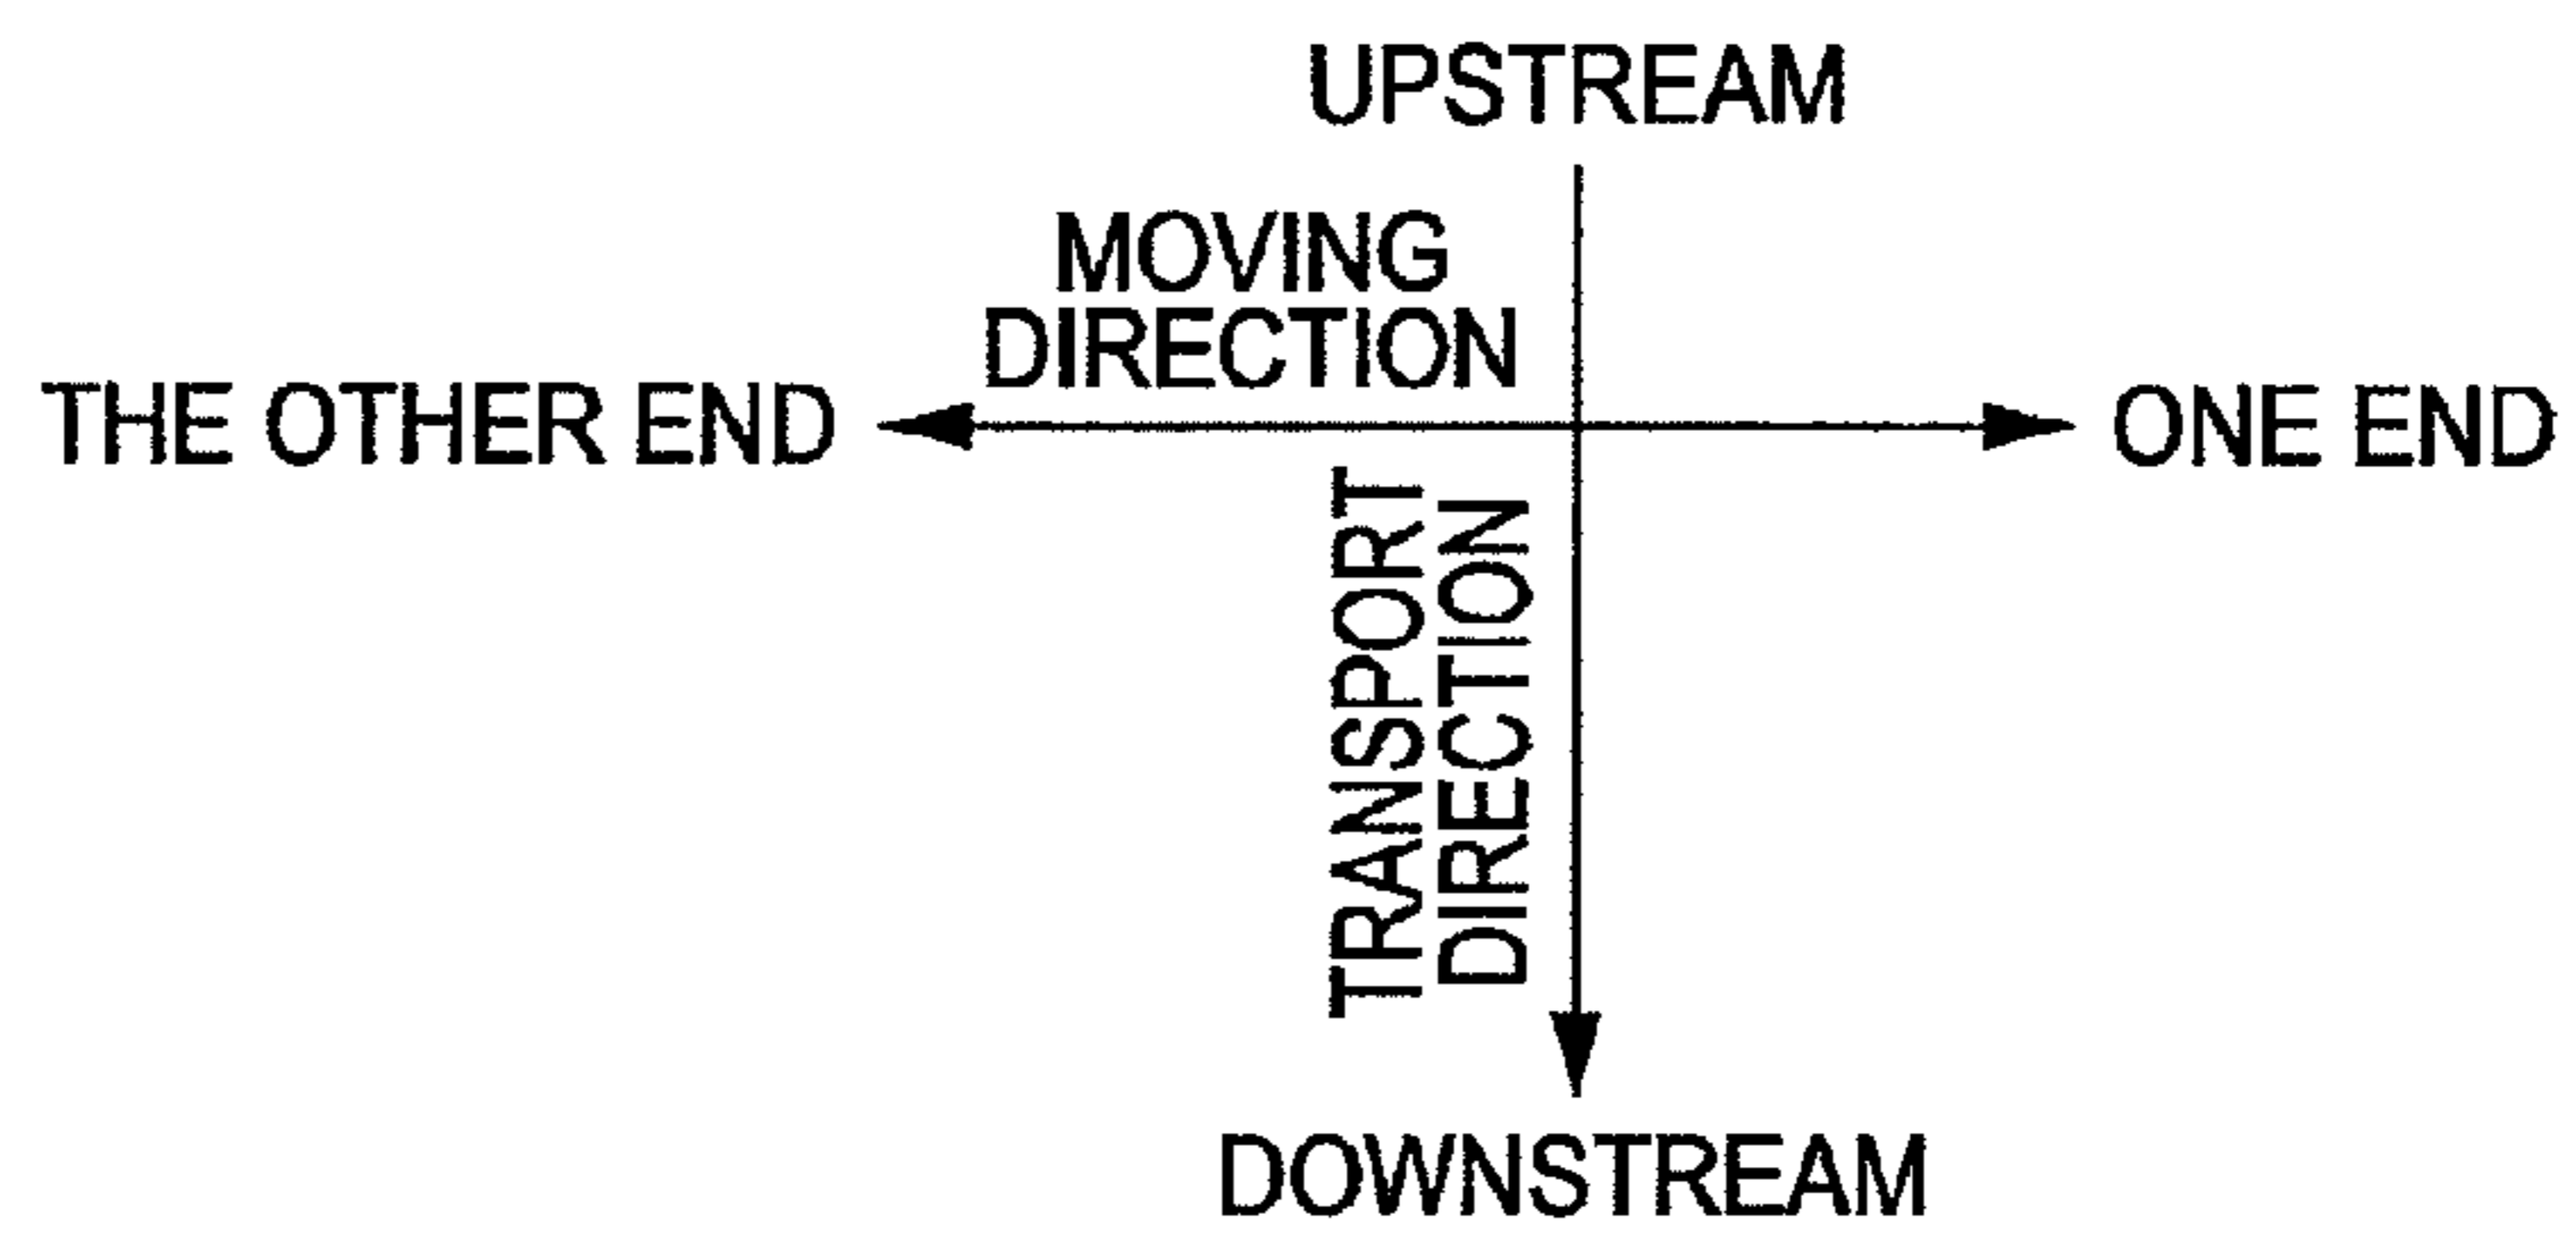 UPSTREAM
MOVING
DIRECTION
THE OTHER END
ONE END
TRANSPORT
DIRECTION
DOWNSTREAM